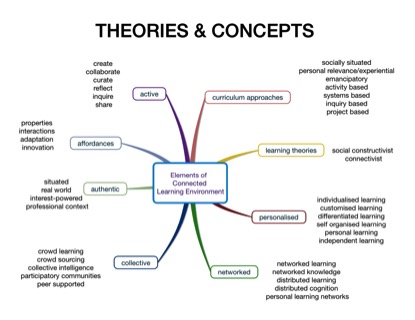 THEORIES & CONCEPTS
create
collaborate
curate
reflect
inquire
share
active
socially situated
personal relevance/experiential
emancipatory
activity based
systems based
inquiry based
project based
curriculum approaches
properties
interactions
adaptation
innovation
affordances
learning theories
social constructivist
connectivist
Elements of
Connected
Learning Environment
situated
real world
interest-powered
professional context
authentic
personalised
individualised learning
customised learning
differentiated learning
self organised learning
personal learning
independent learning
crowd learning
crowd sourcing
collective intelligence
participatory communities
peer supported
collective
networked
networked learning
networked knowledge
distributed learning
distributed cognition
personal learning networks